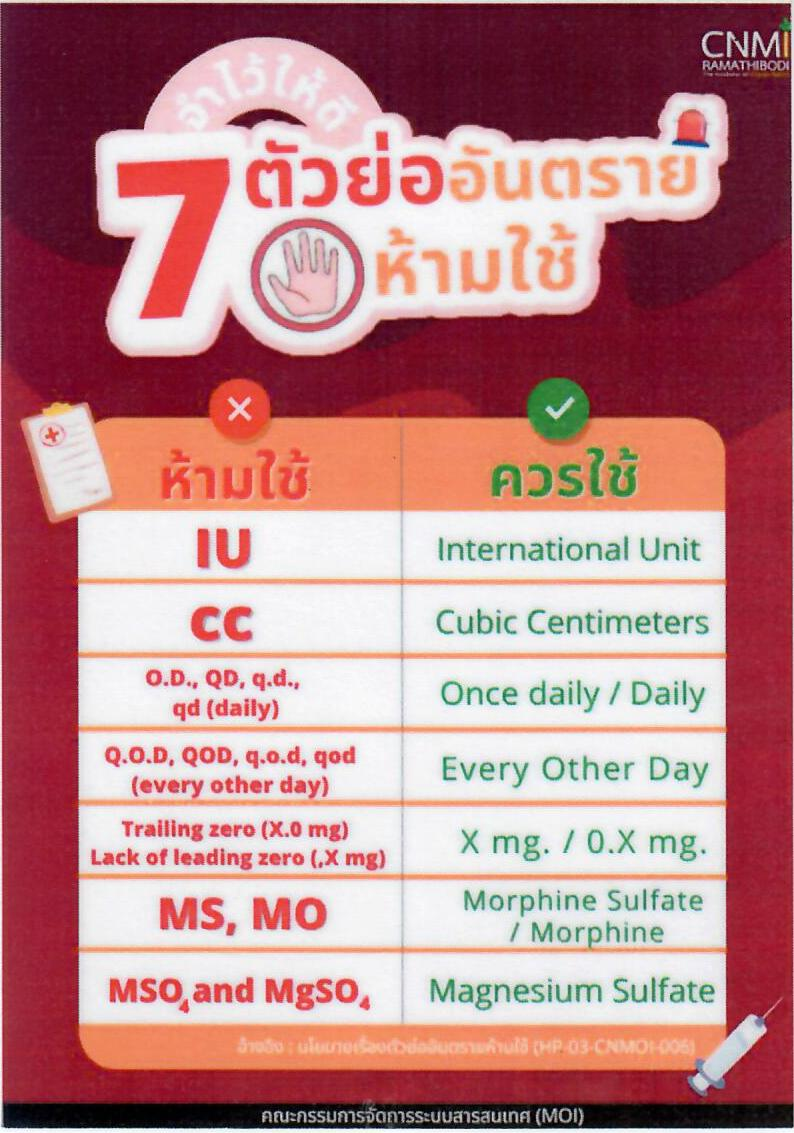 CNMI
RAMATHIBODI
จำไว้ให้ดี
7 ตัวย่ออันตราย
ห้ามใช้
ห้ามใช้ ควรใช้
IU International Unit
CC Cubic Centimeters
O.D., QD, q.d.,
qd (daily)
Once daily / Daily
Q.O.D, QOD, q.o.d, qod
(every other day)
Every Other Day
Trailing zero (X.0 mg)
Lack of leading zero (,X mg)
X mg. / 0.X mg.
MS, MO
Morphine Sulfate
/ Morphine
MSO₄ and MgSO₄ Magnesium Sulfate
อ้างอิง : นโยบายเรื่องตัวย่ออันตรายห้ามใช้ (HP-03-CNMOI-006)
คณะกรรมการจัดการระบบสารสนเทศ (MOI)